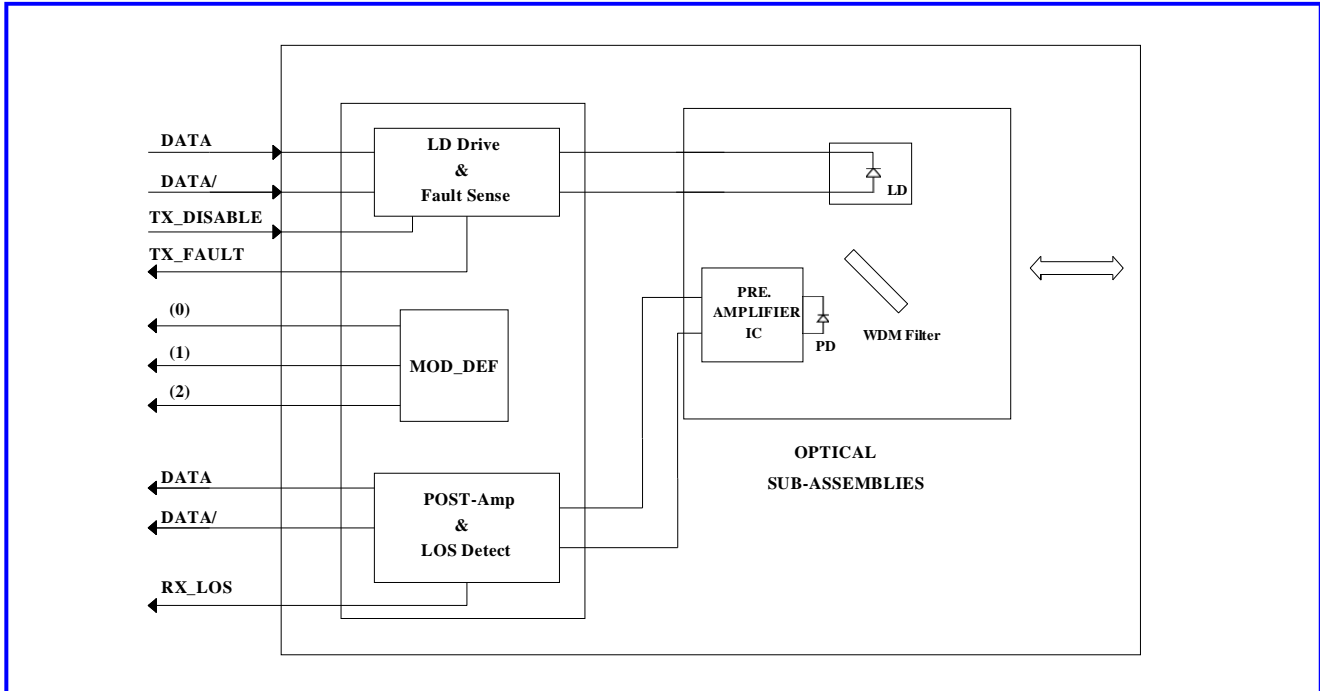 DATA
DATA/
TX_DISABLE
TX_FAULT
(0)
(1)
(2)
DATA
DATA/
RX_LOS
LD Drive
&
Fault Sense
MOD_DEF
POST-Amp
&
LOS Detect
LD
PRE.
AMPLIFIER
IC
PD
WDM Filter
OPTICAL
SUB-ASSEMBLIES